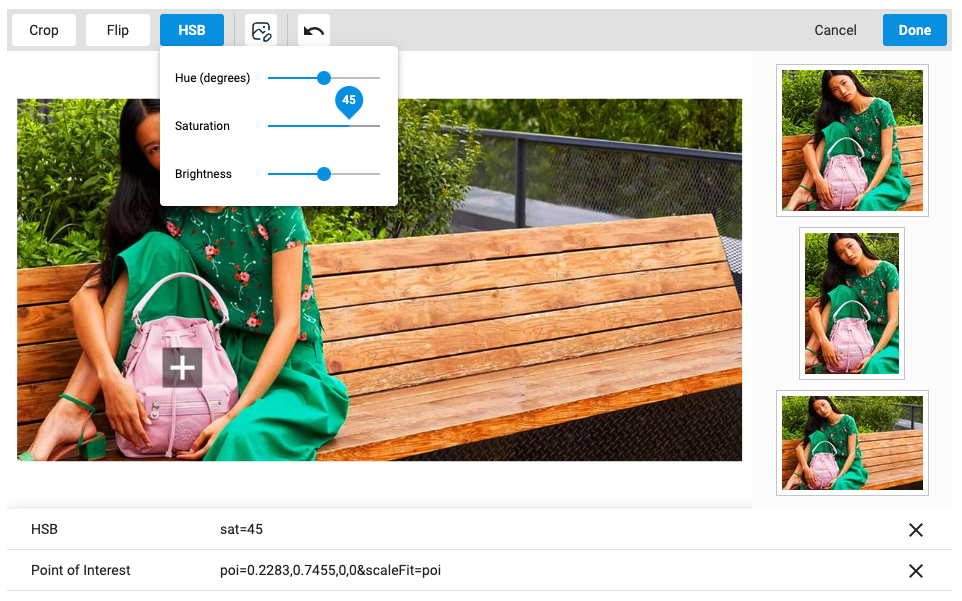 Crop Flip HSB Cancel Done
Hue (degrees)
45
Saturation
Brightness
HSB sat=45
Point of Interest poi=0.2283,0.7455,0,0&scaleFit=poi